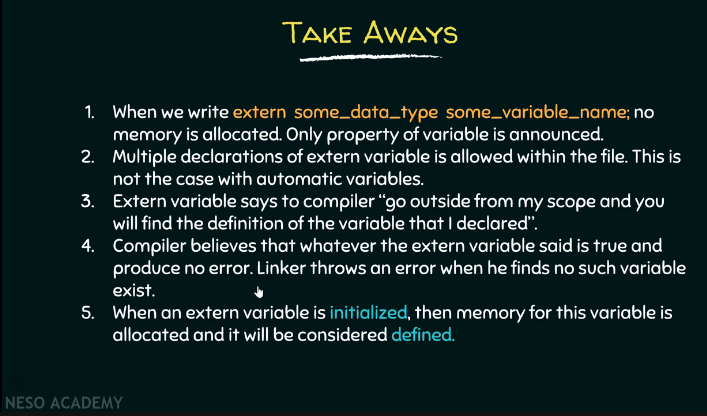 TAKE AWAYS
1. When we write extern some_data_type some_variable_name; no
memory is allocated. Only property of variable is announced.
2. Multiple declarations of extern variable is allowed within the file. This is
not the case with automatic variables.
3. Extern variable says to compiler “go outside from my scope and you
will find the definition of the variable that I declared”.
4. Compiler believes that whatever the extern variable said is true and
produce no error. Linker throws an error when he finds no such variable
exist.
5. When an extern variable is initialized, then memory for this variable is
allocated and it will be considered defined.
NESO ACADEMY